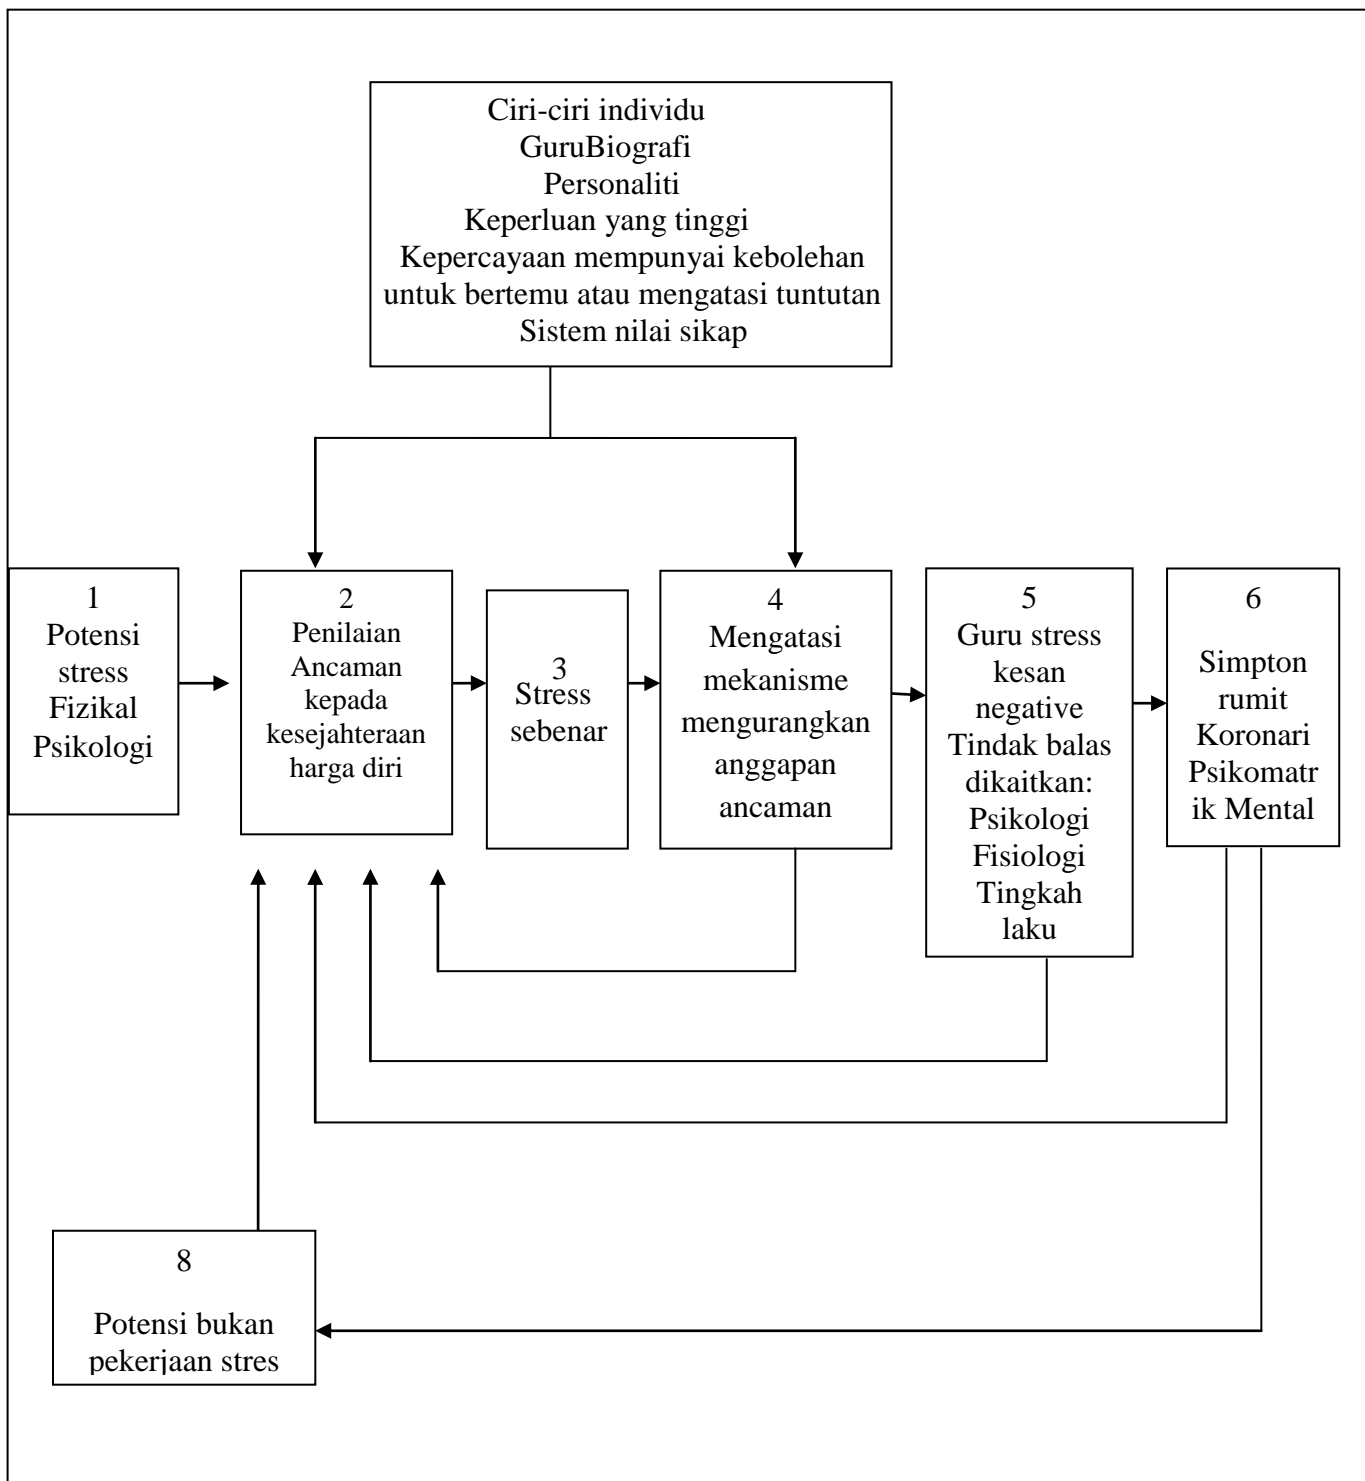 Ciri-ciri individu
GuruBiografi
Personaliti
Keperluan yang tinggi
Kepercayaan mempunyai kebolehan
untuk bertemu atau mengatasi tuntutan
Sistem nilai sikap
1
Potensi
stress
Fizikal
Psikologi
2
Penilaian
Ancaman
kepada
kesejahteraan
harga diri
3
Stress
sebenar
4
Mengatasi
mekanisme
mengurangkan
anggapan
ancaman
5
Guru stress
kesan
negative
Tindak balas
dikaitkan:
Psikologi
Fisiologi
Tingkah
laku
6
Simpton
rumit
Koronari
Psikomatr
ik Mental
8
Potensi bukan
pekerjaan stres